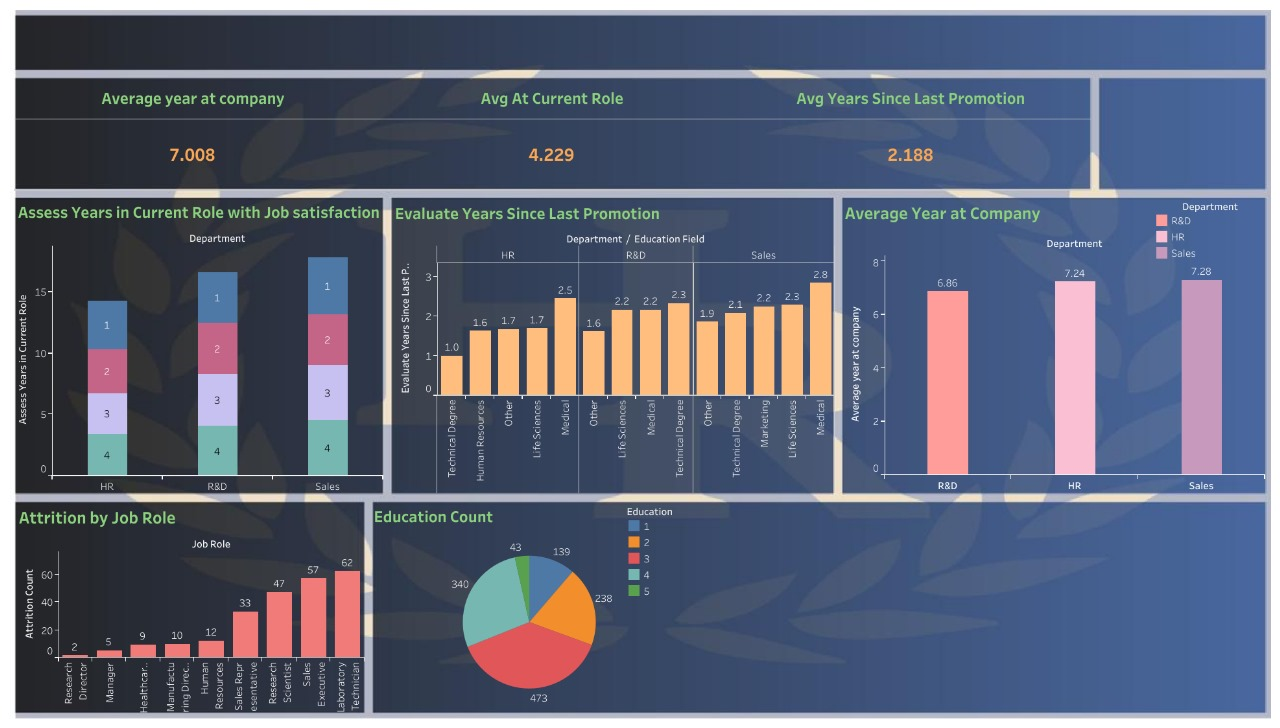 Average year at company
Avg At Current Role
Avg Years Since Last Promotion
7.008
4.229
2.188
Assess Years in Current Role with Job satisfaction
Department
Assess Years in Current Role
15
10
5
0
1
2
3
4
1
2
3
4
1
2
3
4
HR
R&D
Sales
Evaluate Years Since Last Promotion
Department / Education Field
HR
R&D
Sales
Evaluate Years Since Last P..
3
2
1
0
1.0
1.6
1.7
1.7
2.5
1.6
2.2
2.2
2.3
1.9
2.1
2.2
2.3
2.8
Technical Degree
Human Resources
Other
Life Sciences
Medical
Other
Life Sciences
Medical
Technical Degree
Other
Technical Degree
Marketing
Life Sciences
Medical
Average Year at Company
Department
R&D
HR
Sales
Department
Average year at company
8
6
4
2
0
6.86
7.24
7.28
R&D
HR
Sales
Attrition by Job Role
Job Role
Attrition Count
60
40
20
0
2
5
9
10
12
33
47
57
62
Research
Director
Manager
Healthcar..
Manufactu
ring Direc..
Human
Resources
Sales Repr
esentative
Research
Scientist
Sales
Executive
Laboratory
Technician
Education Count
Education
1
2
3
4
5
43
139
340
238
473